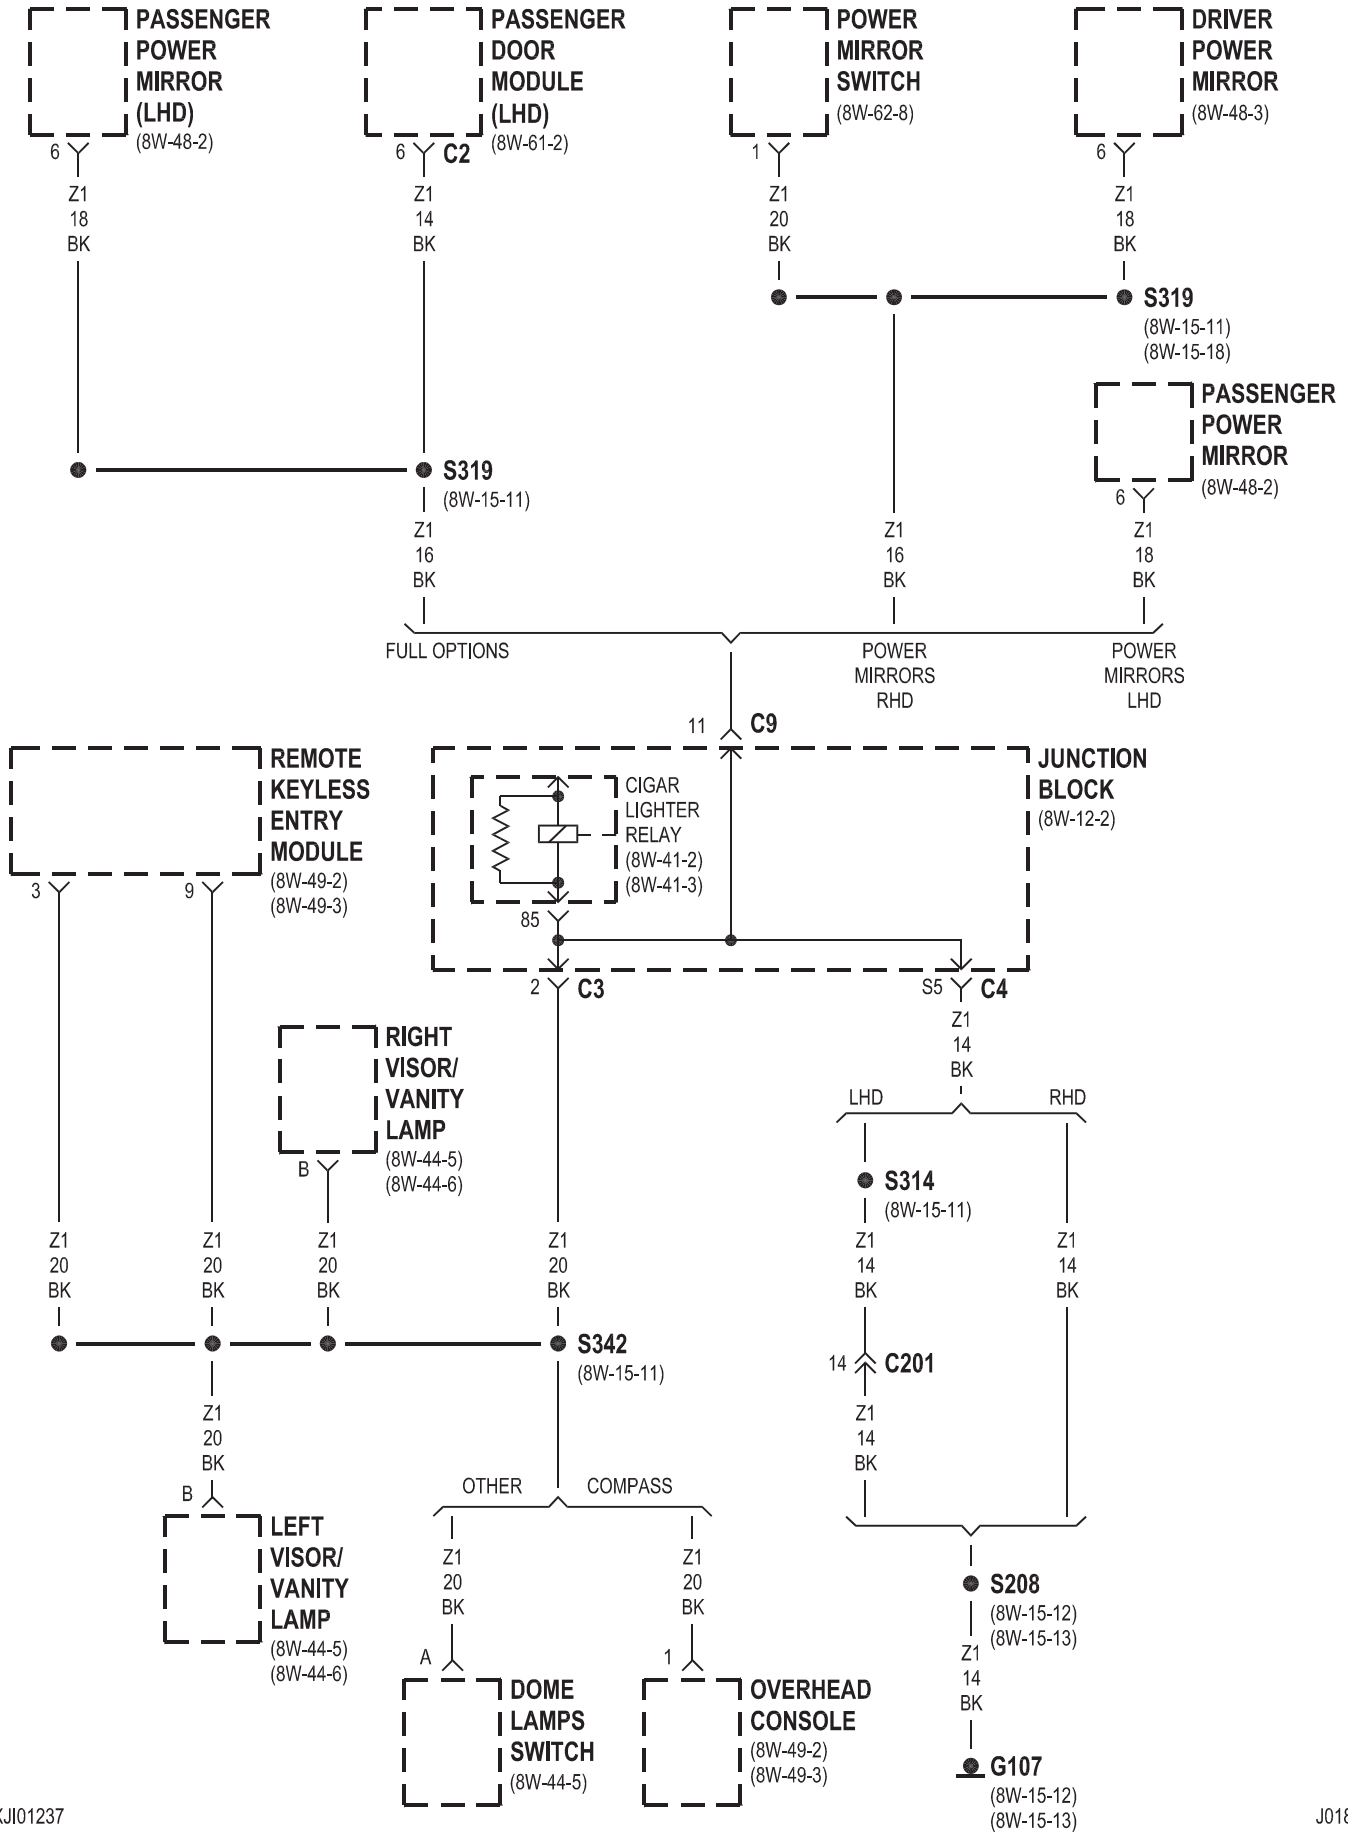 PASSENGER
POWER
MIRROR
(LHD)
(8W-48-2)
6
Z1
18
BK
PASSENGER
DOOR
MODULE
(LHD)
(8W-61-2)
6
C2
Z1
14
BK
POWER
MIRROR
SWITCH
(8W-62-8)
1
Z1
20
BK
DRIVER
POWER
MIRROR
(8W-48-3)
6
Z1
18
BK
S319
(8W-15-11)
(8W-15-18)
PASSENGER
POWER
MIRROR
(8W-48-2)
6
S319
(8W-15-11)
Z1
16
BK
Z1
16
BK
Z1
18
BK
FULL OPTIONS
POWER
MIRRORS
RHD
POWER
MIRRORS
LHD
11
C9
REMOTE
KEYLESS
ENTRY
MODULE
(8W-49-2)
(8W-49-3)
3
9
CIGAR
LIGHTER
RELAY
(8W-41-2)
(8W-41-3)
85
JUNCTION
BLOCK
(8W-12-2)
2
C3
S5
C4
Z1
14
BK
RIGHT
VISOR/
VANITY
LAMP
(8W-44-5)
(8W-44-6)
B
LHD
RHD
S314
(8W-15-11)
Z1
20
BK
Z1
20
BK
Z1
20
BK
Z1
20
BK
Z1
14
BK
Z1
14
BK
S342
(8W-15-11)
14
C201
Z1
20
BK
Z1
14
BK
B
LEFT
VISOR/
VANITY
LAMP
(8W-44-5)
(8W-44-6)
OTHER
COMPASS
Z1
20
BK
Z1
20
BK
A
DOME
LAMPS
SWITCH
(8W-44-5)
1
OVERHEAD
CONSOLE
(8W-49-2)
(8W-49-3)
S208
(8W-15-12)
(8W-15-13)
Z1
14
BK
G107
(8W-15-12)
(8W-15-13)
KJI01237
J018